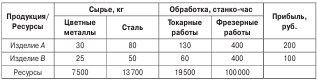 Продукция/ Ресурсы | Сырье, кг | Обработка, станко-час | Прибыль, руб.
Цветные металлы | Сталь | Токарные работы | Фрезерные работы
Изделие А | 30 | 80 | 130 | 400 | 200
Изделие В | 25 | 50 | 60 | 400 | 100
Ресурсы | 7500 | 13700 | 19500 | 100000